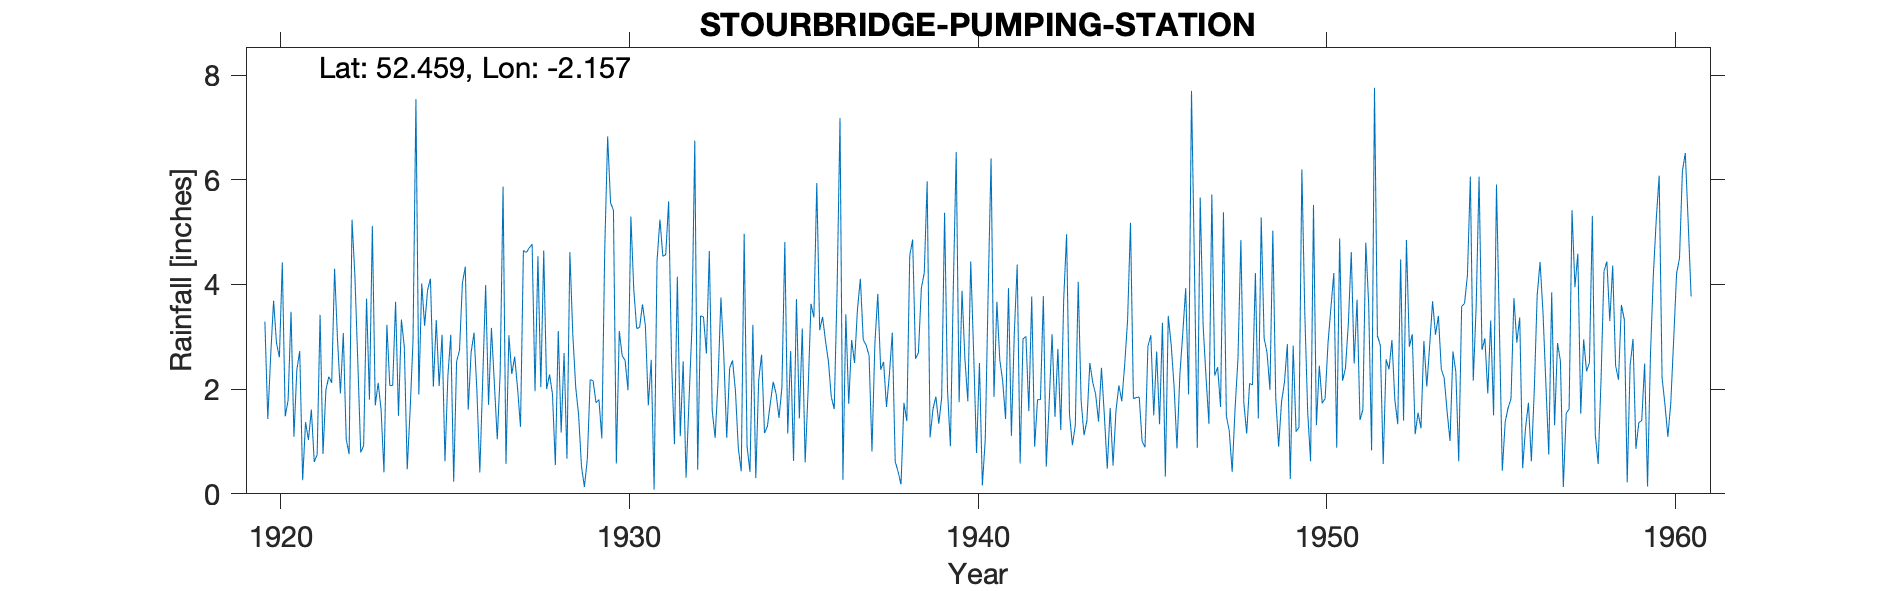 STOURBRIDGE-PUMPING-STATION
Lat: 52.459, Lon: -2.157
8
6
4
2
0
Rainfall [inches]
1920 1930 1940 1950 1960
Year